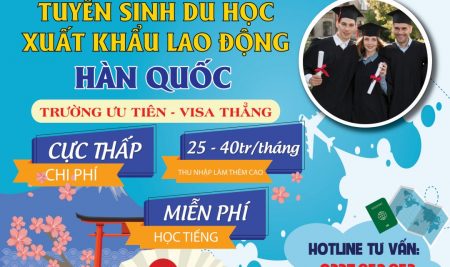 TUYỂN SINH DU HỌC
XUẤT KHẨU LAO ĐỘNG
HÀN QUỐC
TRƯỜNG ƯU TIÊN - VISA THẲNG
CỰC THẤP
CHI PHÍ
25 - 40tr/tháng
THU NHẬP LÀM THÊM CAO
MIỄN PHÍ
HỌC TIẾNG
HOTLINE TƯ VẤN: